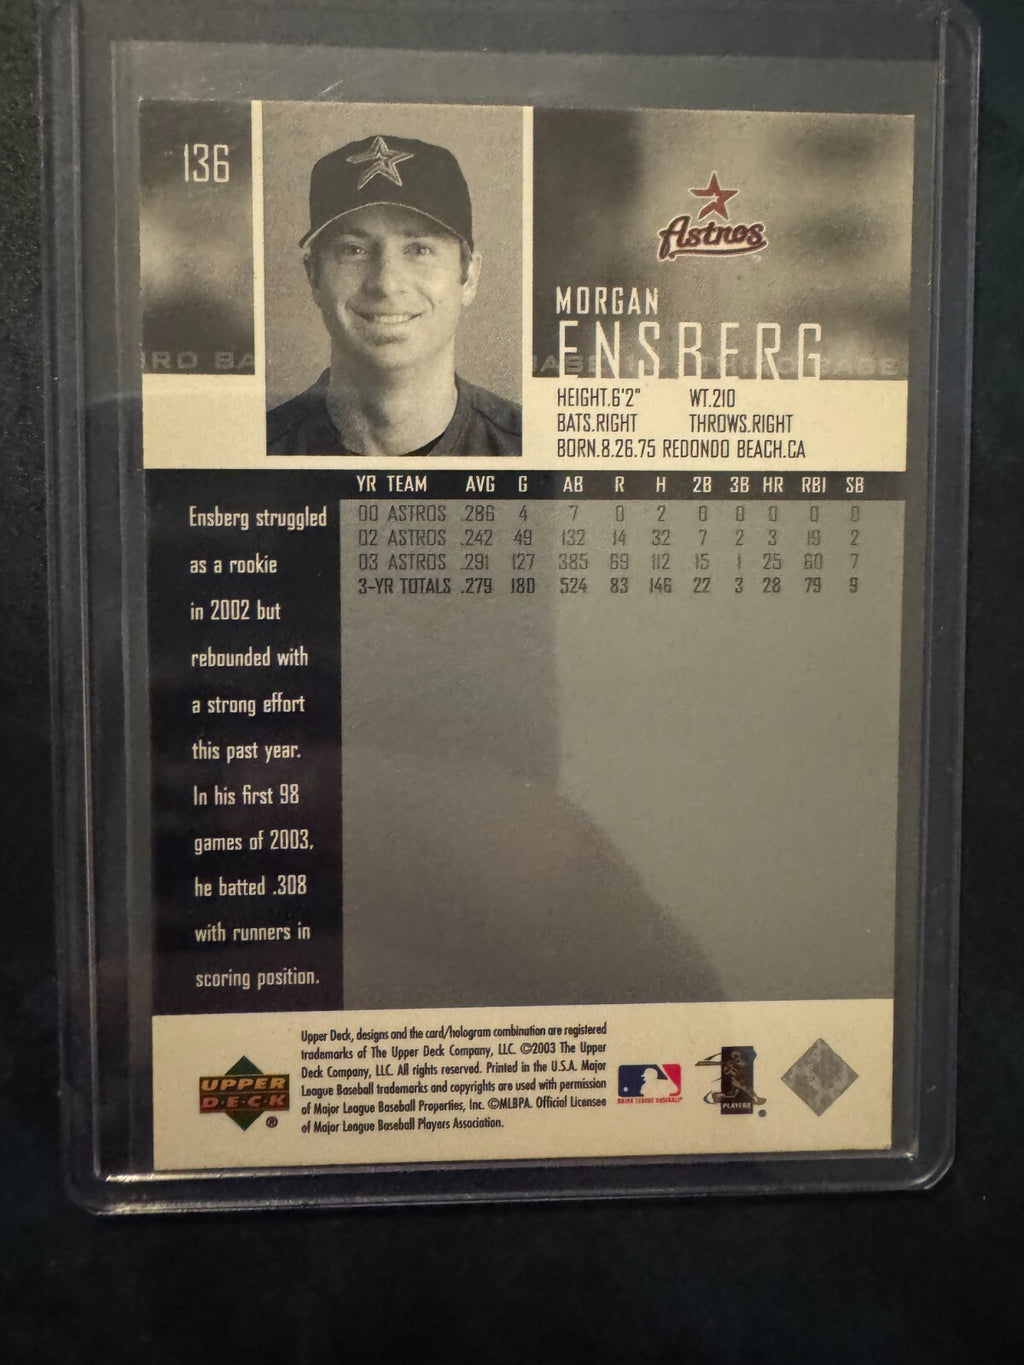 136
Astros
MORGAN
ENSBERG
RD BA
HEIGHT.6'2" WT.210
BATS.RIGHT THROWS.RIGHT
BORN.8.26.75 REDONDO BEACH.CA
YR TEAM AVG G AB R H 2B 3B HR RBI SB
00 ASTROS .286 4 7 0 2 0 0 0 0 0
02 ASTROS .242 49 132 14 32 7 2 3 19 2
03 ASTROS .291 127 385 69 112 15 1 25 60 7
3-YR TOTALS .279 180 524 83 146 22 3 28 79 9
Ensberg struggled
as a rookie
in 2002 but
rebounded with
a strong effort
this past year.
In his first 98
games of 2003,
he batted .308
with runners in
scoring position.
UPPER
DECK
®
Upper Deck, designs and the card/hologram combination are registered
trademarks of The Upper Deck Company, LLC. ©2003 The Upper
Deck Company, LLC. All rights reserved. Printed in the U.S.A. Major
League Baseball trademarks and copyrights are used with permission
of Major League Baseball Properties, Inc. ©MLBPA. Official Licensee
of Major League Baseball Players Association.
MAJOR LEAGUE BASEBALL
PLAYERS